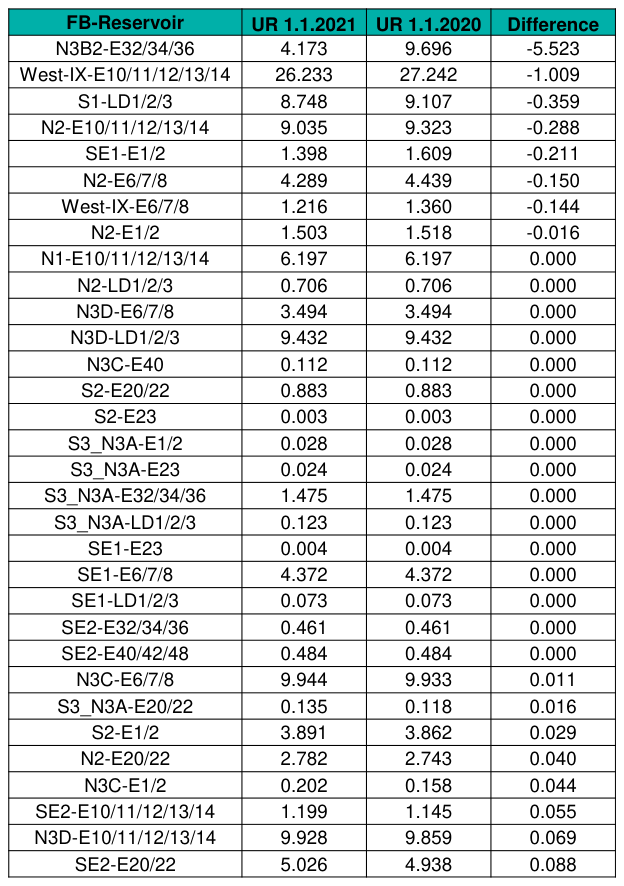 FB-Reservoir UR 1.1.2021 UR 1.1.2020 Difference
N3B2-E32/34/36 4.173 9.696 -5.523
West-IX-E10/11/12/13/14 26.233 27.242 -1.009
S1-LD1/2/3 8.748 9.107 -0.359
N2-E10/11/12/13/14 9.035 9.323 -0.288
SE1-E1/2 1.398 1.609 -0.211
N2-E6/7/8 4.289 4.439 -0.150
West-IX-E6/7/8 1.216 1.360 -0.144
N2-E1/2 1.503 1.518 -0.016
N1-E10/11/12/13/14 6.197 6.197 0.000
N2-LD1/2/3 0.706 0.706 0.000
N3D-E6/7/8 3.494 3.494 0.000
N3D-LD1/2/3 9.432 9.432 0.000
N3C-E40 0.112 0.112 0.000
S2-E20/22 0.883 0.883 0.000
S2-E23 0.003 0.003 0.000
S3_N3A-E1/2 0.028 0.028 0.000
S3_N3A-E23 0.024 0.024 0.000
S3_N3A-E32/34/36 1.475 1.475 0.000
S3_N3A-LD1/2/3 0.123 0.123 0.000
SE1-E23 0.004 0.004 0.000
SE1-E6/7/8 4.372 4.372 0.000
SE1-LD1/2/3 0.073 0.073 0.000
SE2-E32/34/36 0.461 0.461 0.000
SE2-E40/42/48 0.484 0.484 0.000
N3C-E6/7/8 9.944 9.933 0.011
S3_N3A-E20/22 0.135 0.118 0.016
S2-E1/2 3.891 3.862 0.029
N2-E20/22 2.782 2.743 0.040
N3C-E1/2 0.202 0.158 0.044
SE2-E10/11/12/13/14 1.199 1.145 0.055
N3D-E10/11/12/13/14 9.928 9.859 0.069
SE2-E20/22 5.026 4.938 0.088